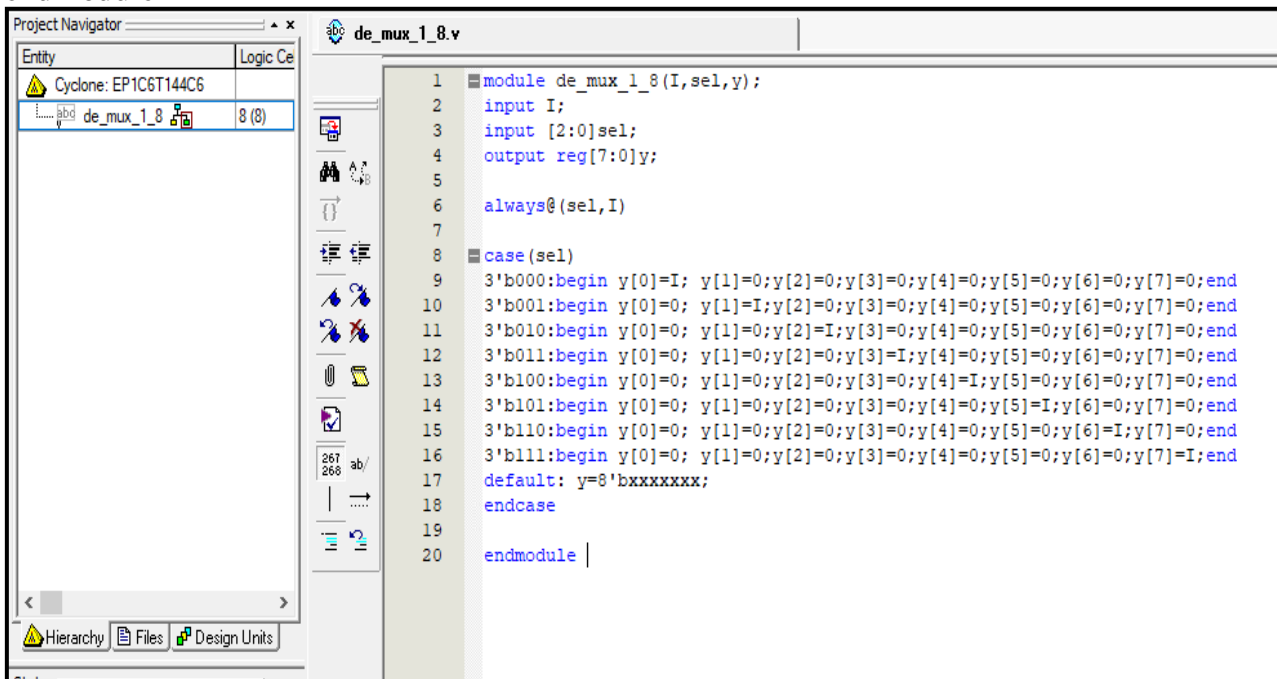 Project Navigator
Entity
Logic Ce
Cyclone: EP1C6T144C6
abd de_mux_1_8
8 (8)
Hierarchy
Files
Design Units
abc de_mux_1_8.v
267
268
ab/
1 module de_mux_1_8(I,sel,y);
2 input I;
3 input [2:0]sel;
4 output reg[7:0]y;
5
6 always@(sel,I)
7
8 case(sel)
9 3'b000:begin y[0]=I; y[1]=0;y[2]=0;y[3]=0;y[4]=0;y[5]=0;y[6]=0;y[7]=0;end
10 3'b001:begin y[0]=0; y[1]=I;y[2]=0;y[3]=0;y[4]=0;y[5]=0;y[6]=0;y[7]=0;end
11 3'b010:begin y[0]=0; y[1]=0;y[2]=I;y[3]=0;y[4]=0;y[5]=0;y[6]=0;y[7]=0;end
12 3'b011:begin y[0]=0; y[1]=0;y[2]=0;y[3]=I;y[4]=0;y[5]=0;y[6]=0;y[7]=0;end
13 3'b100:begin y[0]=0; y[1]=0;y[2]=0;y[3]=0;y[4]=I;y[5]=0;y[6]=0;y[7]=0;end
14 3'b101:begin y[0]=0; y[1]=0;y[2]=0;y[3]=0;y[4]=0;y[5]=I;y[6]=0;y[7]=0;end
15 3'b110:begin y[0]=0; y[1]=0;y[2]=0;y[3]=0;y[4]=0;y[5]=0;y[6]=I;y[7]=0;end
16 3'b111:begin y[0]=0; y[1]=0;y[2]=0;y[3]=0;y[4]=0;y[5]=0;y[6]=0;y[7]=I;end
17 default: y=8'bxxxxxxx;
18 endcase
19
20 endmodule